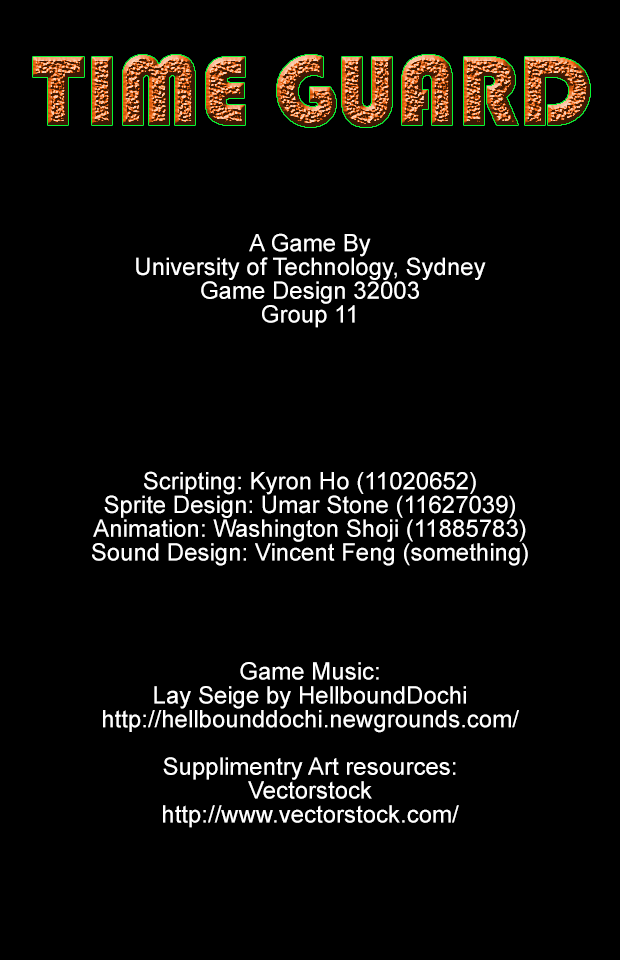 TIME GUARD
A Game By
University of Technology, Sydney
Game Design 32003
Group 11
Scripting: Kyron Ho (11020652)
Sprite Design: Umar Stone (11627039)
Animation: Washington Shoji (11885783)
Sound Design: Vincent Feng (something)
Game Music:
Lay Seige by HellboundDochi
http://hellbounddochi.newgrounds.com/
Supplimentry Art resources:
Vectorstock
http://www.vectorstock.com/